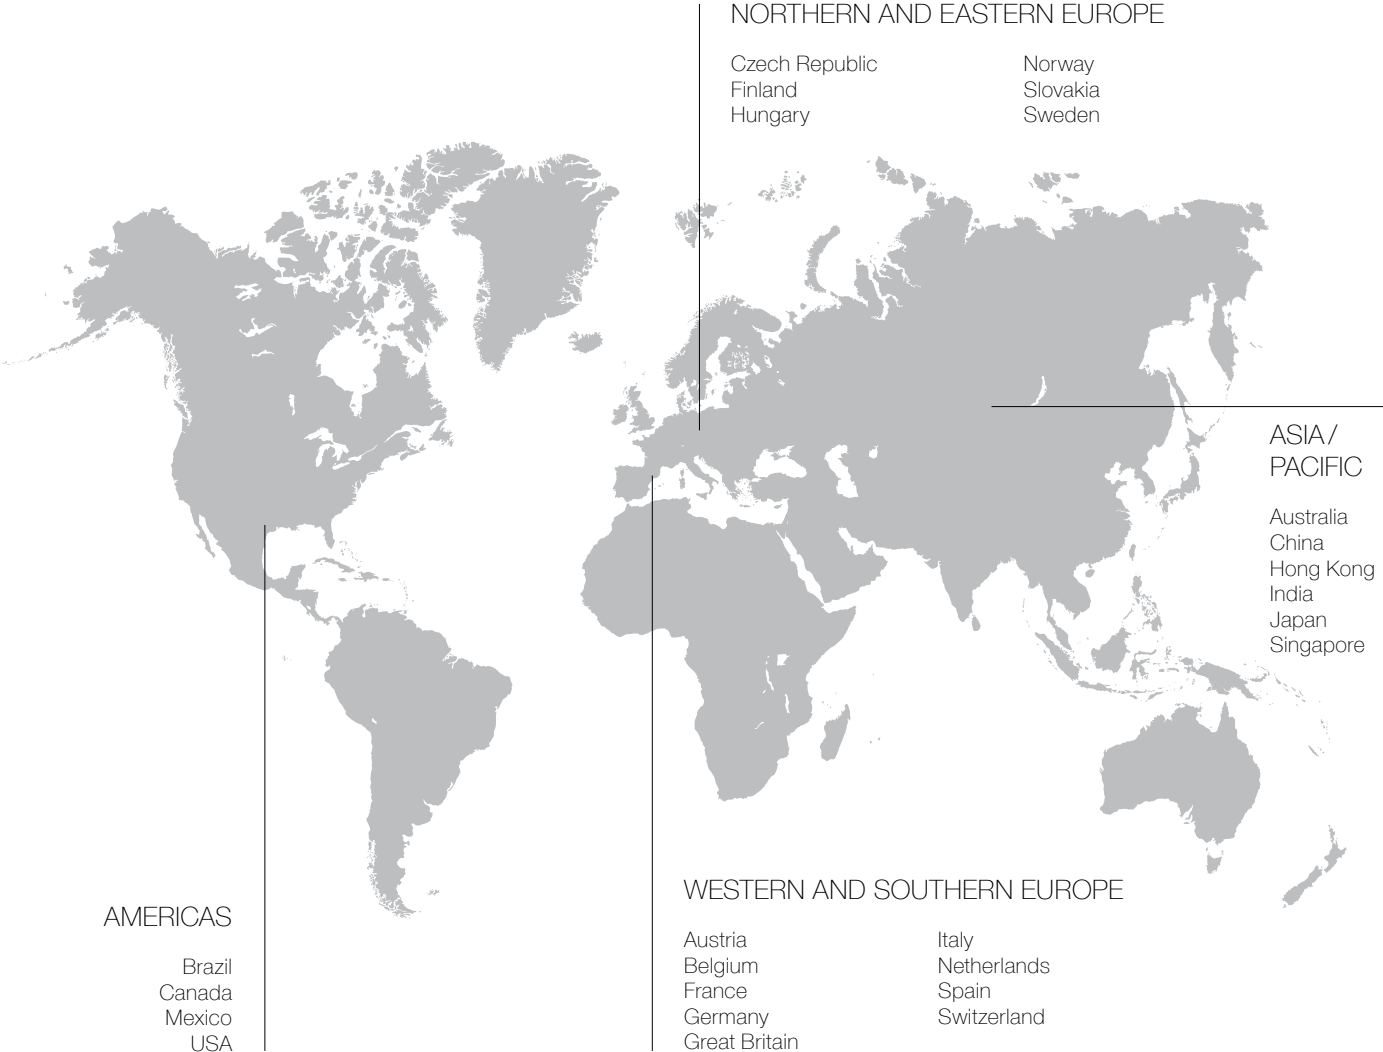 NORTHERN AND EASTERN EUROPE
Czech Republic
Finland
Hungary
Norway
Slovakia
Sweden
ASIA /
PACIFIC
Australia
China
Hong Kong
India
Japan
Singapore
WESTERN AND SOUTHERN EUROPE
Austria
Belgium
France
Germany
Great Britain
Italy
Netherlands
Spain
Switzerland
AMERICAS
Brazil
Canada
Mexico
USA